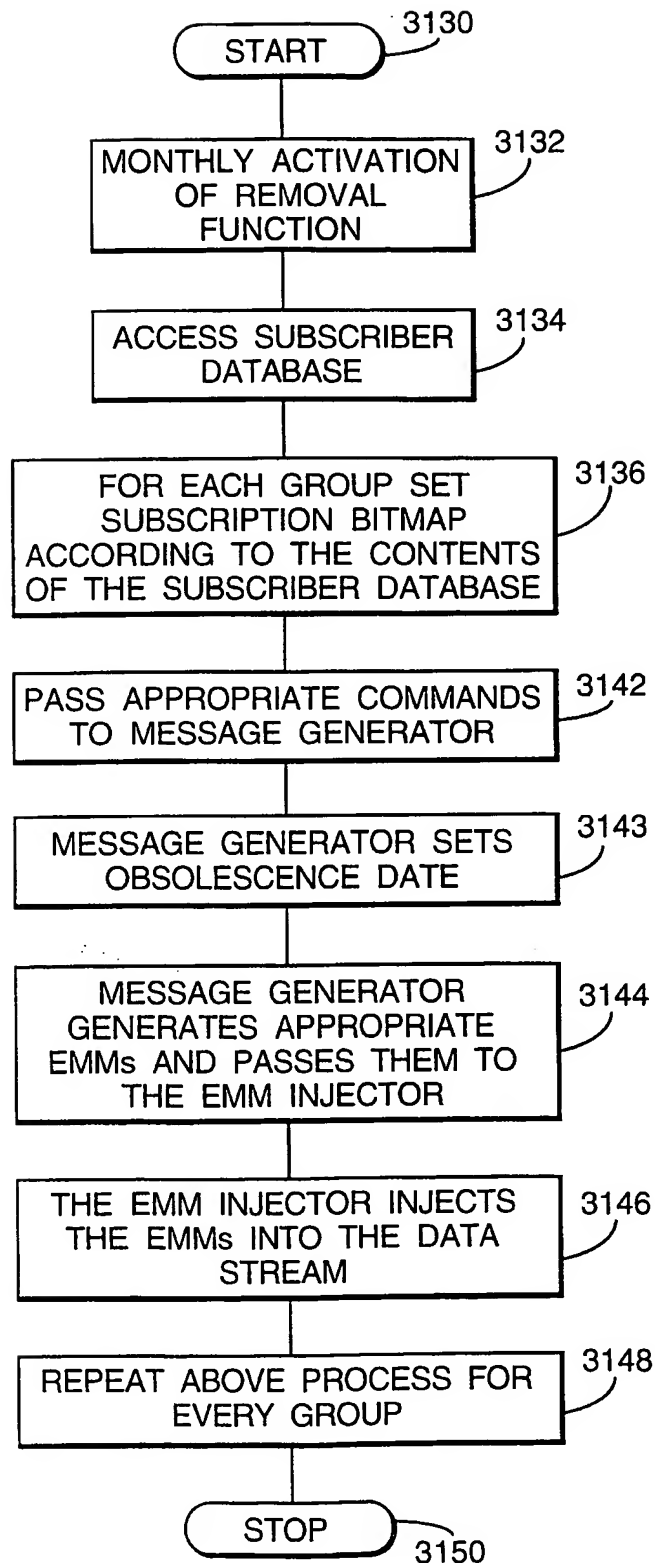 3130
START
3132
MONTHLY ACTIVATION
OF REMOVAL
FUNCTION
3134
ACCESS SUBSCRIBER
DATABASE
3136
FOR EACH GROUP SET
SUBSCRIPTION BITMAP
ACCORDING TO THE CONTENTS
OF THE SUBSCRIBER DATABASE
3142
PASS APPROPRIATE COMMANDS
TO MESSAGE GENERATOR
3143
MESSAGE GENERATOR SETS
OBSOLESCENCE DATE
3144
MESSAGE GENERATOR
GENERATES APPROPRIATE
EMMs AND PASSES THEM TO
THE EMM INJECTOR
3146
THE EMM INJECTOR INJECTS
THE EMMs INTO THE DATA
STREAM
3148
REPEAT ABOVE PROCESS FOR
EVERY GROUP
STOP
3150